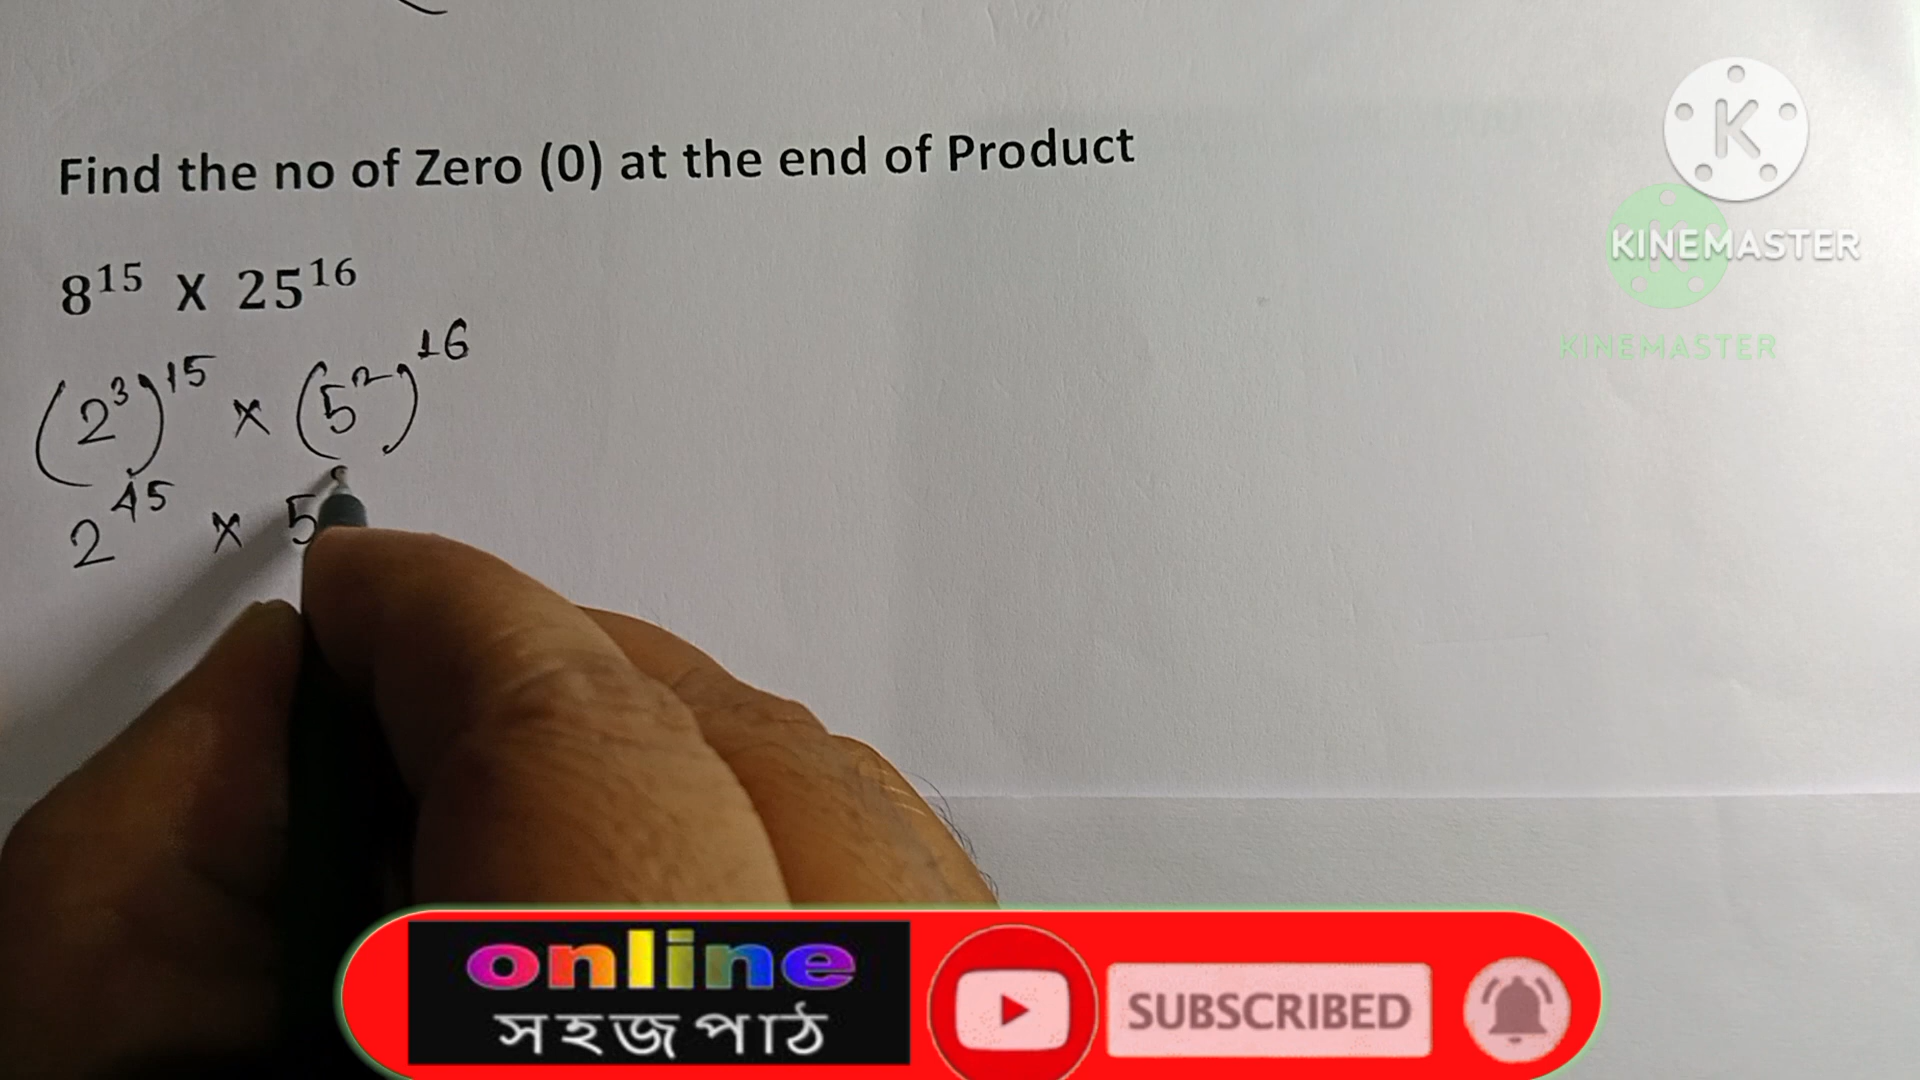 Find the no of Zero (0) at the end of Product
8¹⁵ X 25¹⁶
(2³)¹⁵ × (5²)¹⁶
2⁴⁵ × 5
KINEMASTER
KINEMASTER
online
সহজ পাঠ
SUBSCRIBED